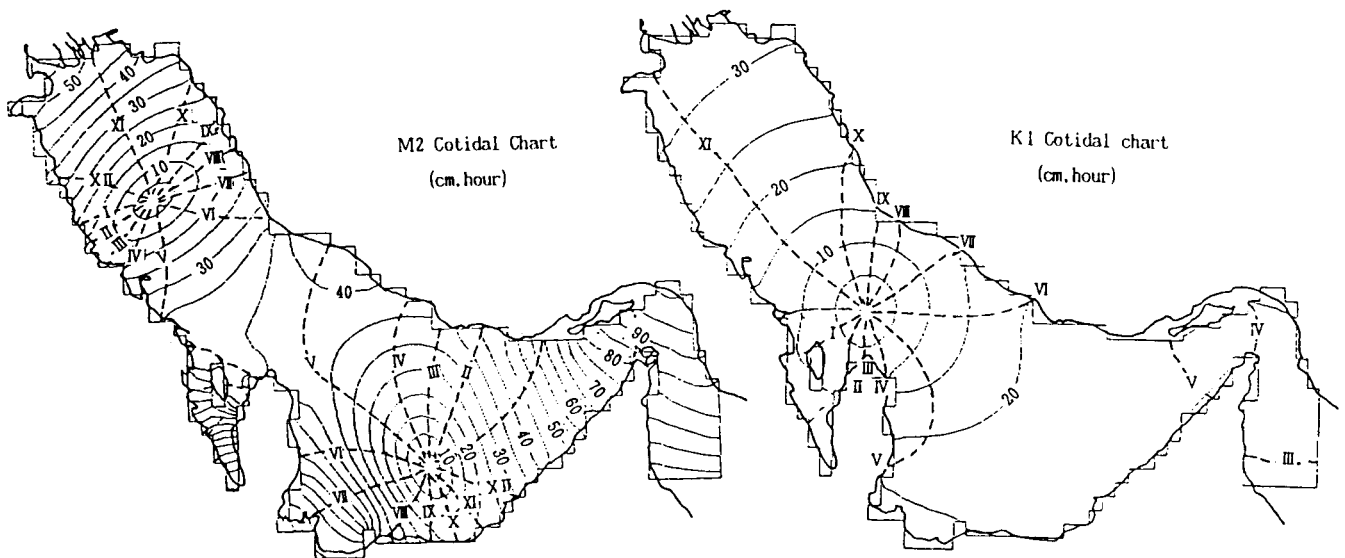 M2 Cotidal Chart
(cm.hour)
50
40
30
20
10
XI
X
IX
VIII
VII
VI
XII
I
II
III
IV
V
30
40
V
IV
III
II
VI
VII
VIII
IX
X
XI
XII
10
20
30
40
50
60
70
80
90
K1 Cotidal chart
(cm.hour)
30
20
10
XI
X
IX
VIII
VII
VI
I
II
III
IV
V
20
V
IV
III.